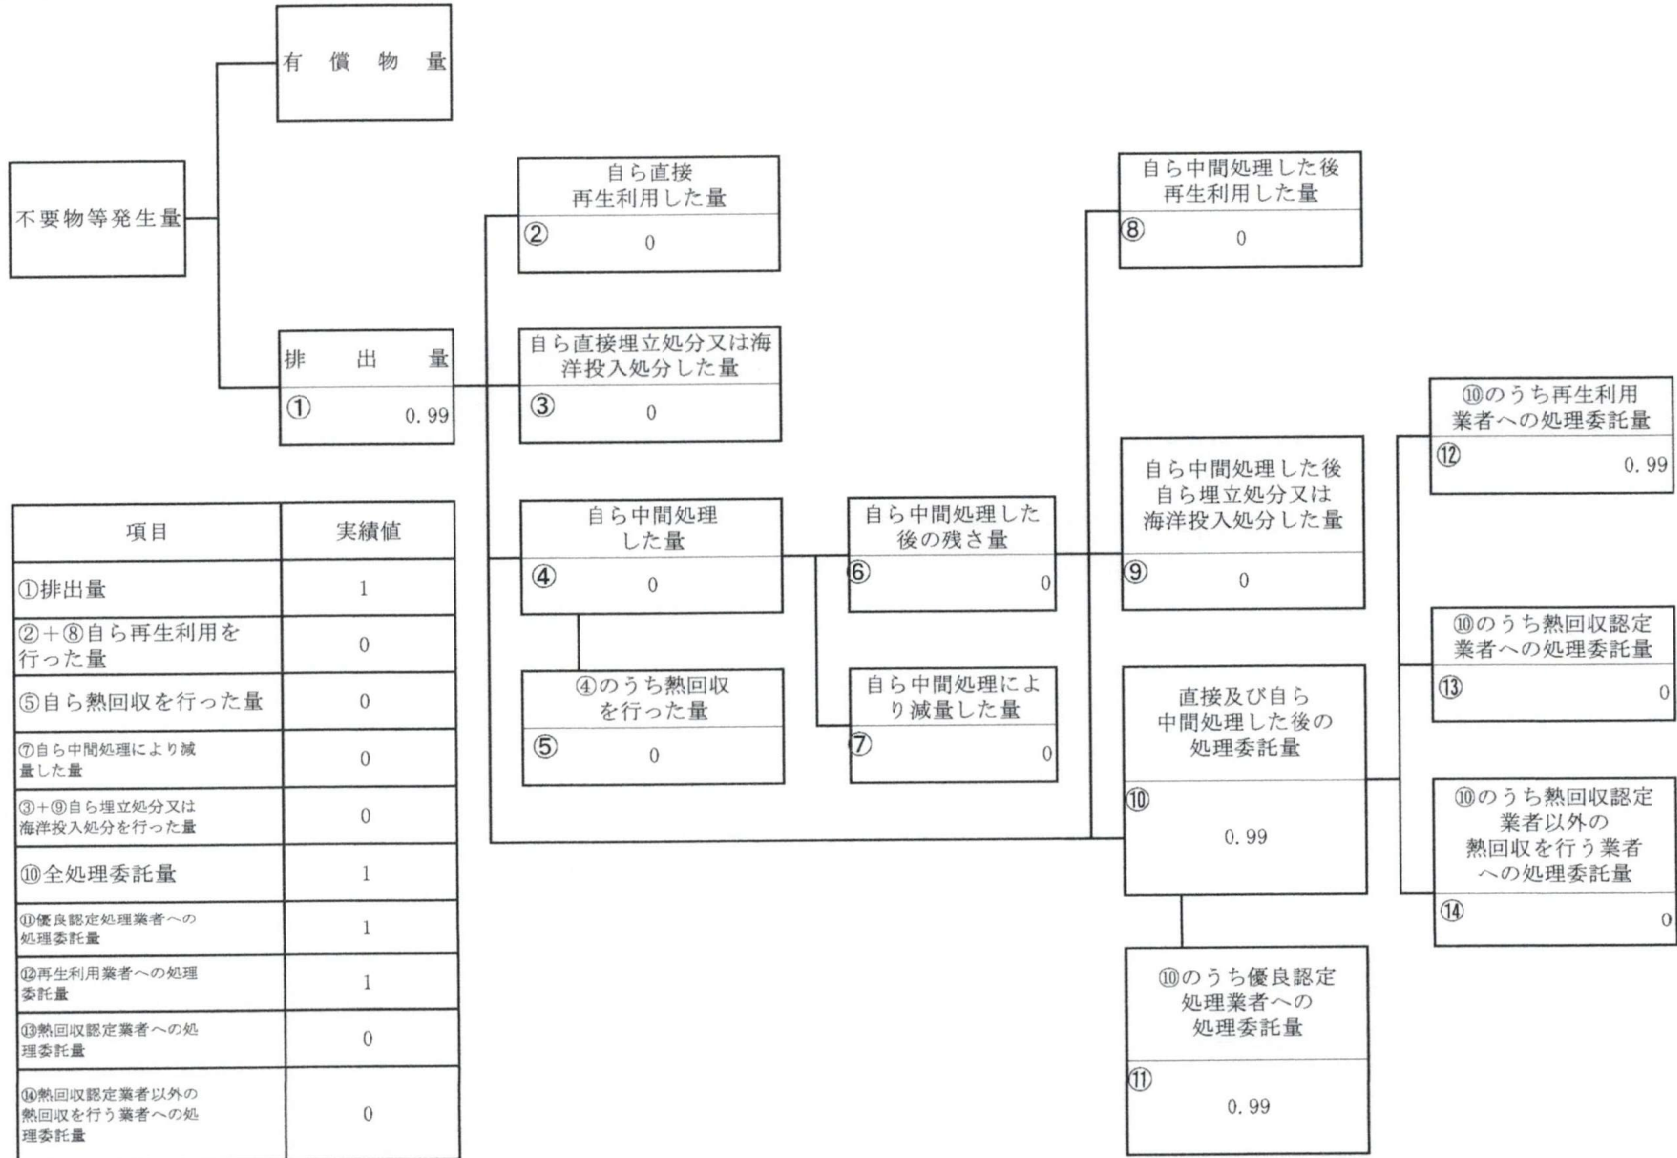 有償物量
不要物等発生量
排出量
①
0.99
自ら直接
再生利用した量
②
0
自ら直接埋立処分又は海
洋投入処分した量
③
0
自ら中間処理
した量
④
0
④のうち熱回収
を行った量
⑤
0
自ら中間処理した
後の残さ量
⑥
0
自ら中間処理によ
り減量した量
⑦
0
自ら中間処理した後
再生利用した量
⑧
0
自ら中間処理した後
自ら埋立処分又は
海洋投入処分した量
⑨
0
直接及び自ら
中間処理した後の
処理委託量
⑩
0.99
⑩のうち優良認定
処理業者への
処理委託量
⑪
0.99
⑩のうち再生利用
業者への処理委託量
⑫
0.99
⑩のうち熱回収認定
業者への処理委託量
⑬
0
⑩のうち熱回収認定
業者以外の
熱回収を行う業者
への処理委託量
⑭
0
項目 実績値
①排出量 1
②+⑧自ら再生利用を
行った量 0
⑤自ら熱回収を行った量 0
⑦自ら中間処理により減
量した量 0
③+⑨自ら埋立処分又は
海洋投入処分を行った量 0
⑩全処理委託量 1
⑪優良認定処理業者への
処理委託量 1
⑫再生利用業者への処理
委託量 1
⑬熱回収認定業者への処
理委託量 0
⑭熱回収認定業者以外の
熱回収を行う業者への処
理委託量 0